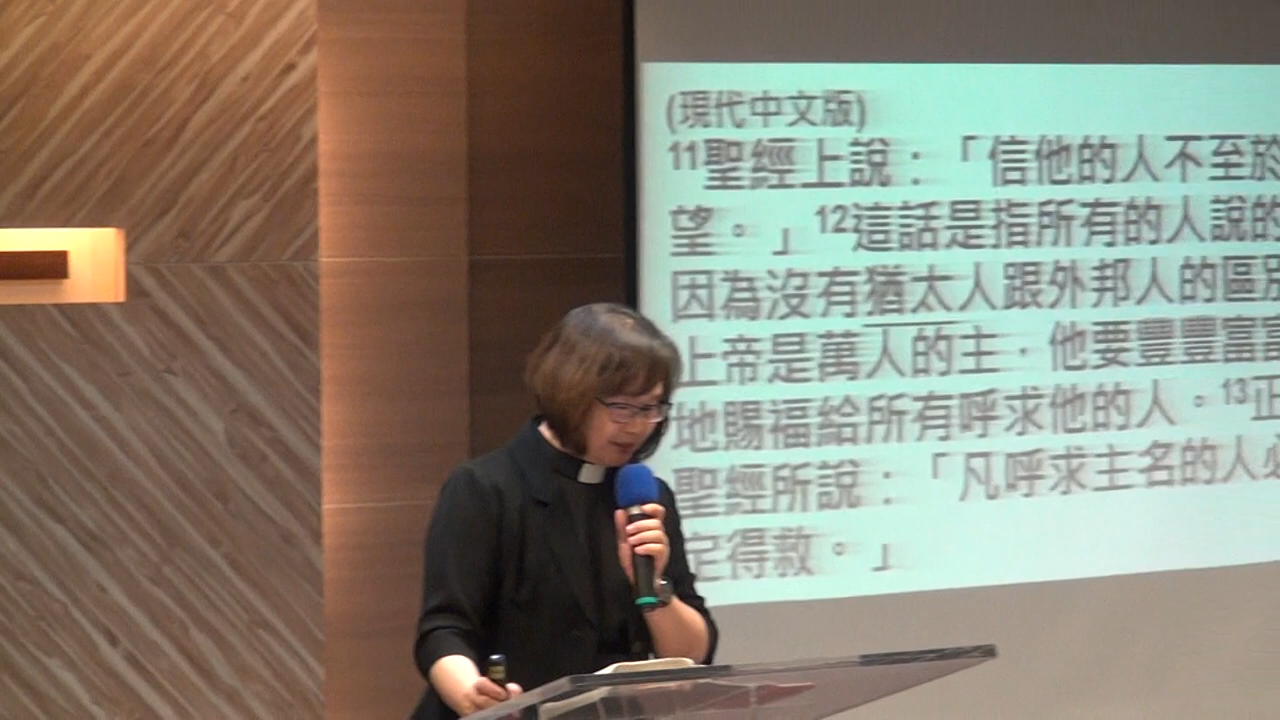 (現代中文版)
11聖經上說：「信他的人不至於
望。」12這話是指所有的人說的
因為沒有猶太人跟外邦人的區別
上帝是萬人的主，他要豐豐富富
地賜福給所有呼求他的人。13正
聖經所說：「凡呼求主名的人必
定得救。」